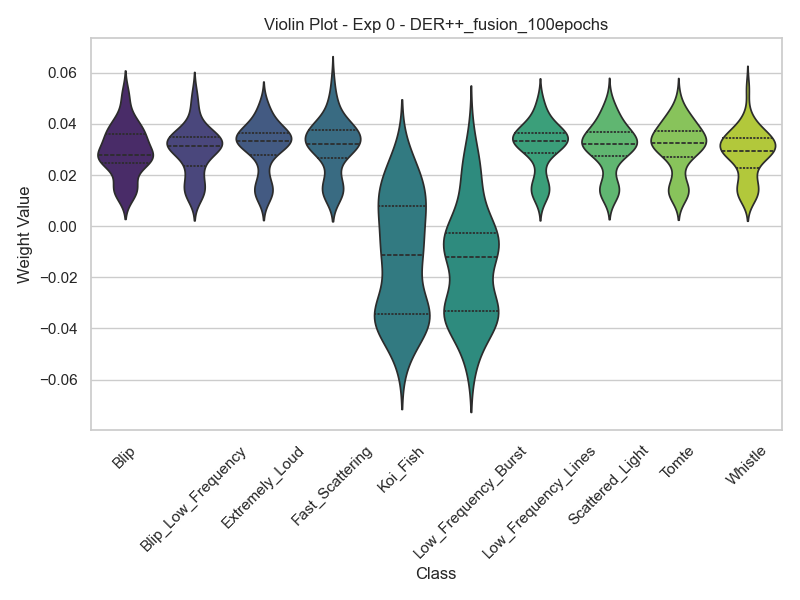 Violin Plot - Exp 0 - DER++_fusion_100epochs
0.06
0.04
0.02
0.00
−0.02
−0.04
−0.06
Weight Value
Blip
Blip_Low_Frequency
Extremely_Loud
Fast_Scattering
Koi_Fish
Low_Frequency_Burst
Low_Frequency_Lines
Scattered_Light
Tomte
Whistle
Class